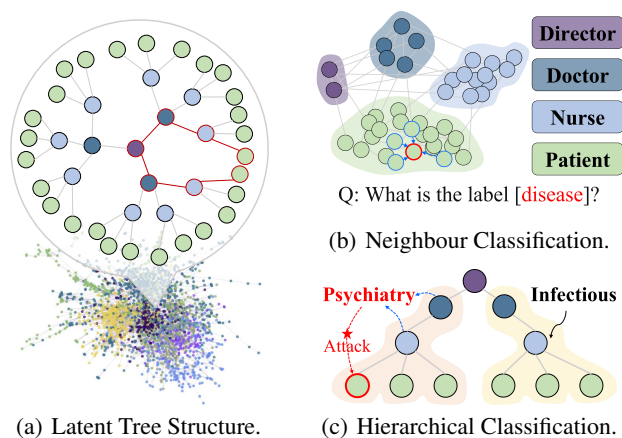 Director
Doctor
Nurse
Patient
Q: What is the label [disease]?
(b) Neighbour Classification.
Psychiatry
Infectious
Attack
(a) Latent Tree Structure.
(c) Hierarchical Classification.